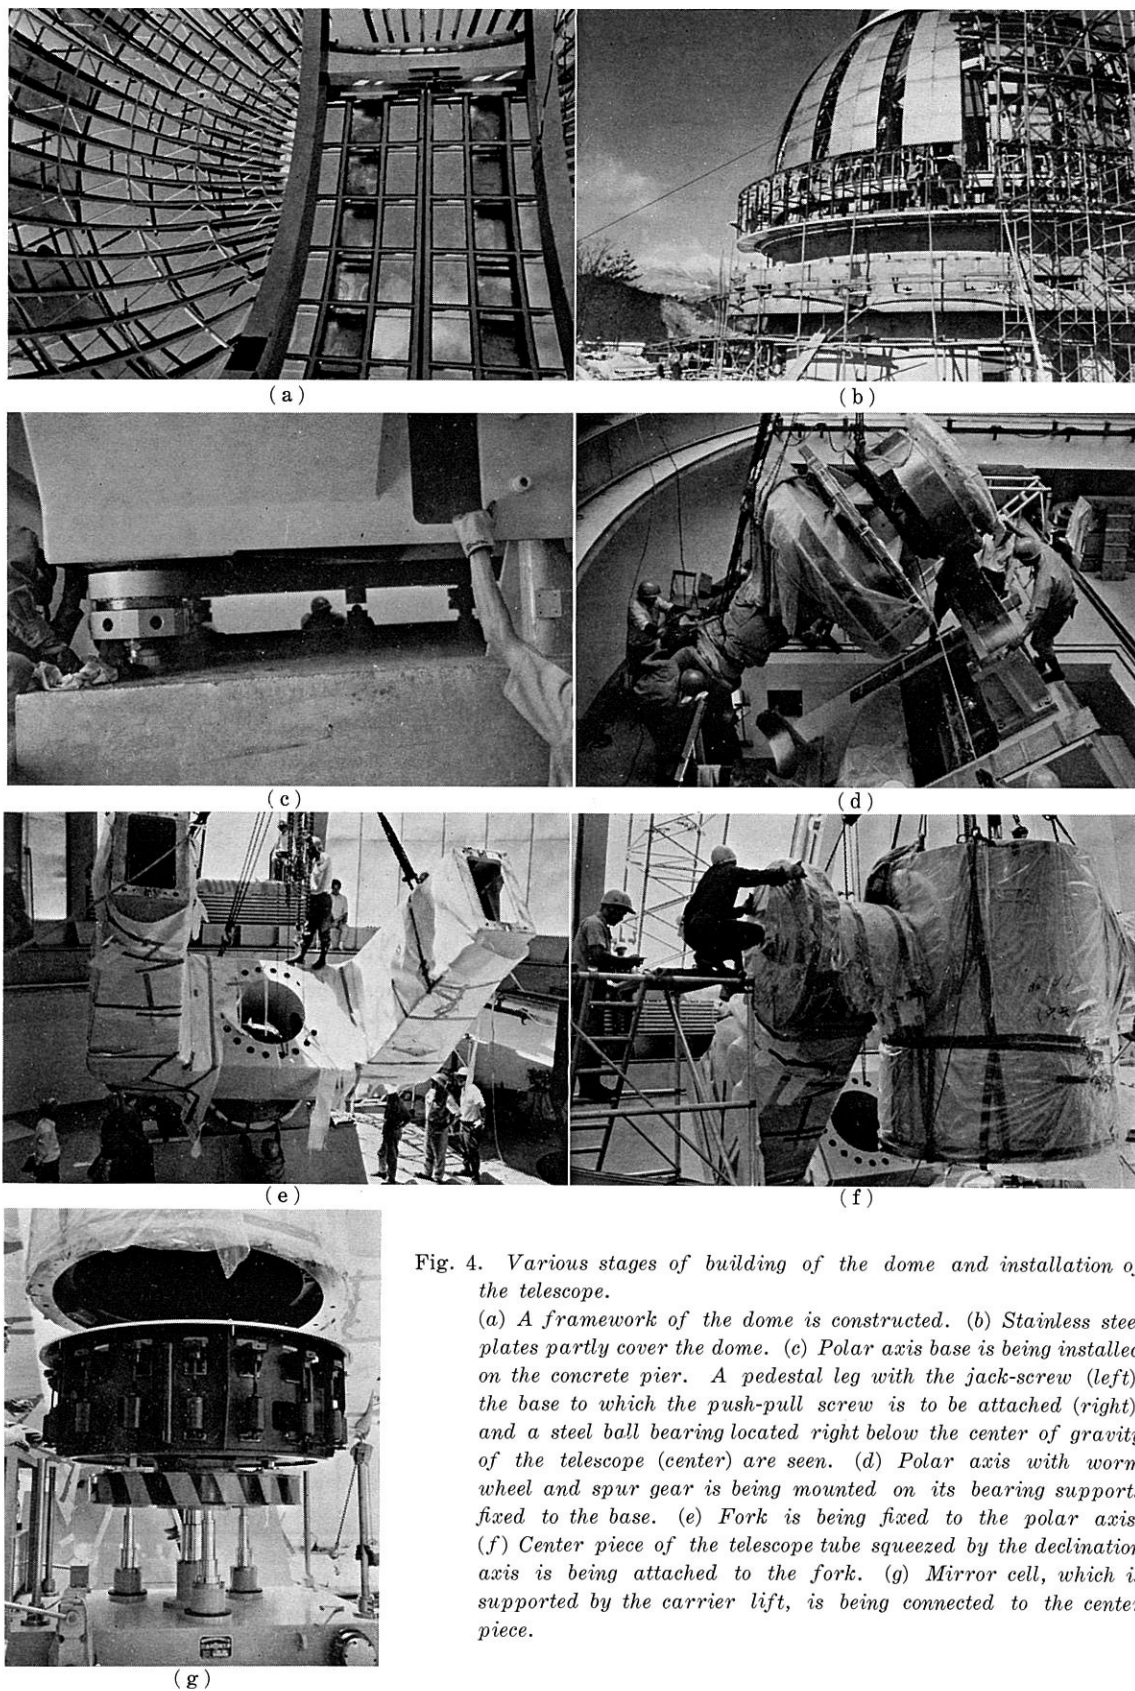 (a)
(b)
(c)
(d)
(e)
(f)
(g)
Fig. 4. Various stages of building of the dome and installation o
the telescope.
(a) A framework of the dome is constructed. (b) Stainless stee
plates partly cover the dome. (c) Polar axis base is being installed
on the concrete pier. A pedestal leg with the jack-screw (left)
the base to which the push-pull screw is to be attached (right)
and a steel ball bearing located right below the center of gravity
of the telescope (center) are seen. (d) Polar axis with worm
wheel and spur gear is being mounted on its bearing support
fixed to the base. (e) Fork is being fixed to the polar axis
(f) Center piece of the telescope tube squeezed by the declination
axis is being attached to the fork. (g) Mirror cell, which i
supported by the carrier lift, is being connected to the center
piece.